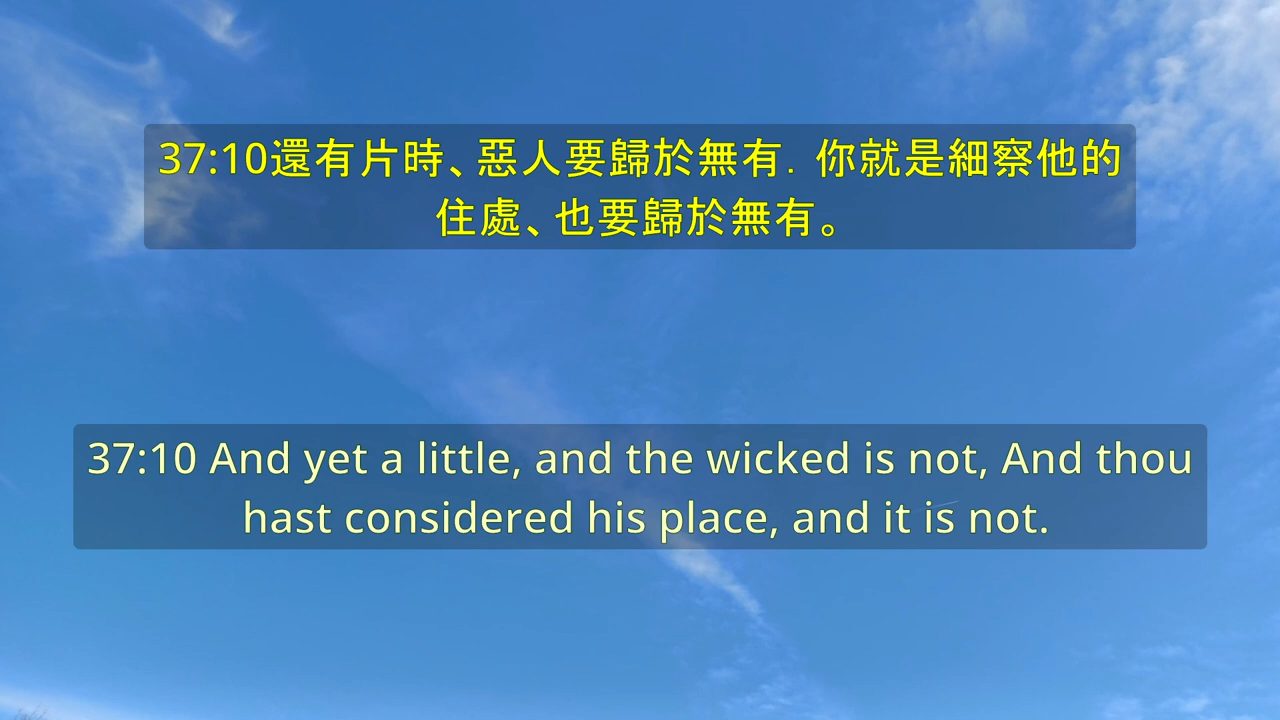 37:10還有片時、惡人要歸於無有．你就是細察他的
住處、也要歸於無有。
37:10 And yet a little, and the wicked is not, And thou
hast considered his place, and it is not.